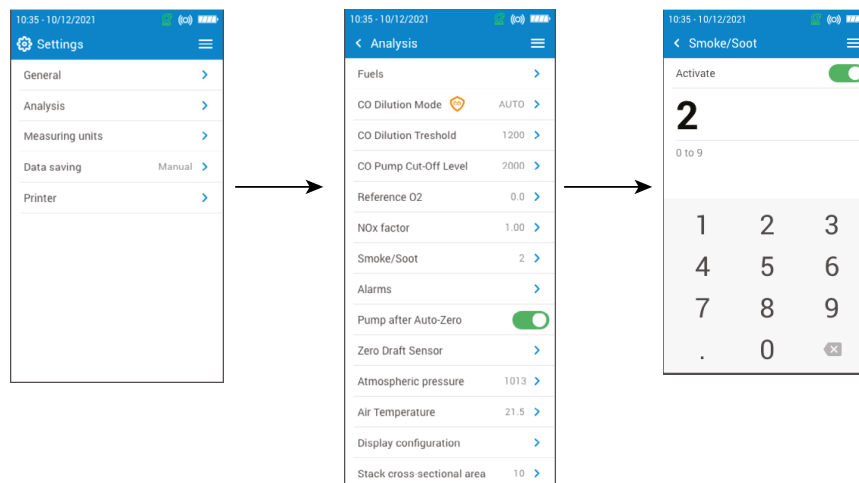 10:35 - 10/12/2021
Settings
General
Analysis
Measuring units
Data saving Manual
Printer
10:35 - 10/12/2021
Analysis
Fuels
CO Dilution Mode AUTO
CO Dilution Treshold 1200
CO Pump Cut-Off Level 2000
Reference O2 0.0
NOx factor 1.00
Smoke/Soot 2
Alarms
Pump after Auto-Zero
Zero Draft Sensor
Atmospheric pressure 1013
Air Temperature 21.5
Display configuration
Stack cross-sectional area 10
10:35 - 10/12/2021
Smoke/Soot
Activate
2
0 to 9
1 2 3
4 5 6
7 8 9
. 0